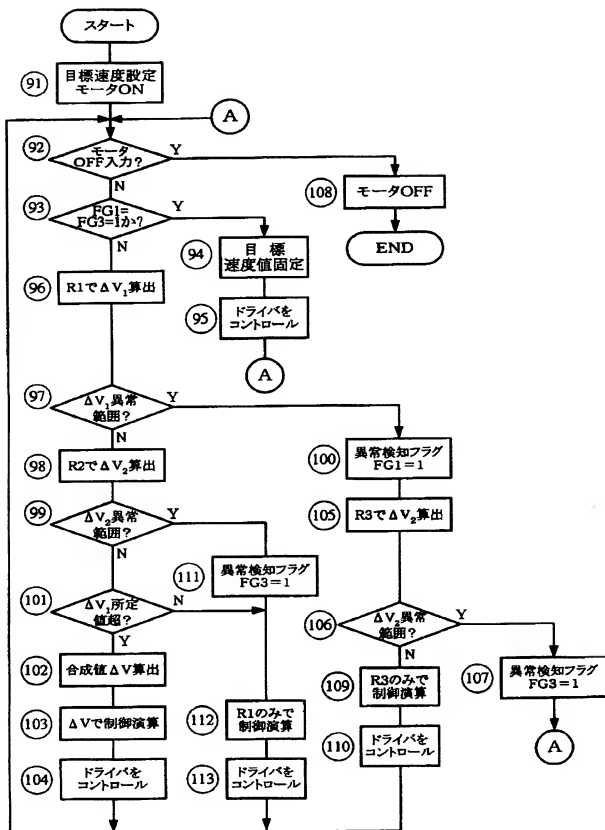 スタート
91
目標速度設定
モータON
A
92
モータ
OFF入力?
Y
N
108
モータOFF
END
93
FG1=
FG3=1か?
Y
N
94
目 標
速度値固定
95
ドライバを
コントロール
A
96
R1でΔV₁算出
97
ΔV₁異常
範囲?
Y
N
98
R2でΔV₂算出
100
異常検知フラグ
FG1=1
99
ΔV₂異常
範囲?
Y
N
105
R3でΔV₂算出
111
異常検知フラグ
FG3=1
101
ΔV₁所定
値超?
N
Y
106
ΔV₂異常
範囲?
Y
N
102
合成値ΔV算出
109
R3のみで
制御演算
107
異常検知フラグ
FG3=1
103
ΔVで制御演算
112
R1のみで
制御演算
110
ドライバを
コントロール
A
104
ドライバを
コントロール
113
ドライバを
コントロール